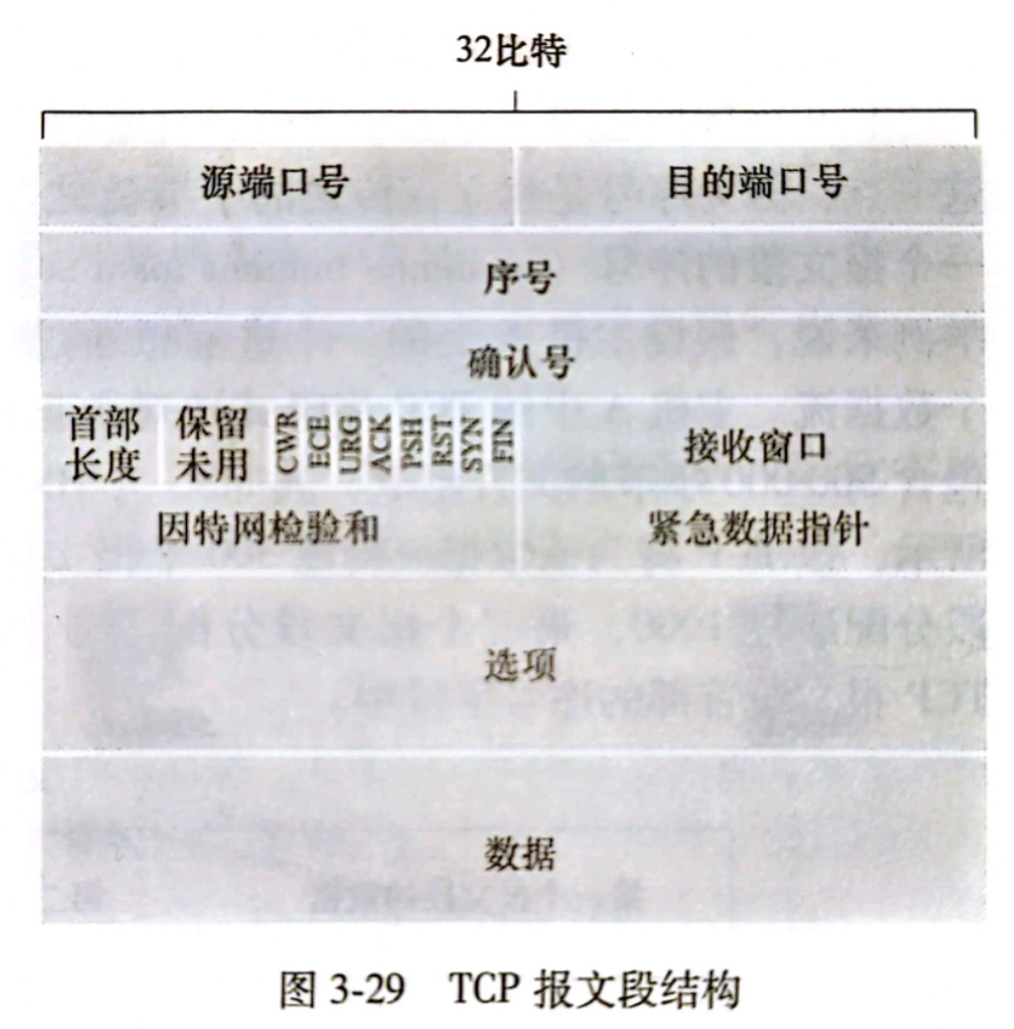 32比特
源端口号 目的端口号
序号
确认号
首部长度 保留未用 CWR ECE URG ACK PSH RST SYN FIN 接收窗口
因特网检验和 紧急数据指针
选项
数据
图 3-29 TCP 报文段结构